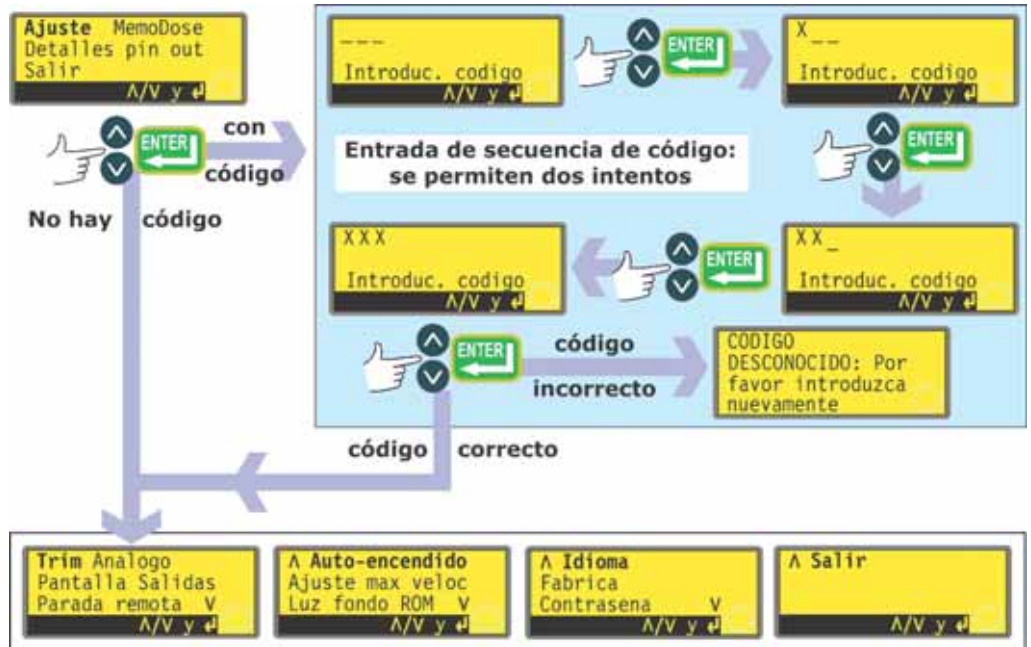 Ajuste MemoDose
Detalles pin out
Salir
Λ/V y ↵
ENTER
con
código
No hay código
_ _ _
Introduc. codigo
Λ/V y ↵
ENTER
X _ _
Introduc. codigo
Λ/V y ↵
Entrada de secuencia de código:
se permiten dos intentos
ENTER
XXX
Introduc. codigo
Λ/V y ↵
ENTER
XX_
Introduc. codigo
Λ/V y ↵
ENTER
código
incorrecto
CODIGO
DESCONOCIDO: Por
favor introduzca
nuevamente
código correcto
Trim Analogo
Pantalla Salidas
Parada remota V
Λ/V y ↵
Λ Auto-encendido
Ajuste max veloc
Luz fondo ROM V
Λ/V y ↵
Λ Idioma
Fabrica
Contrasena V
Λ/V y ↵
Λ Salir
Λ/V y ↵